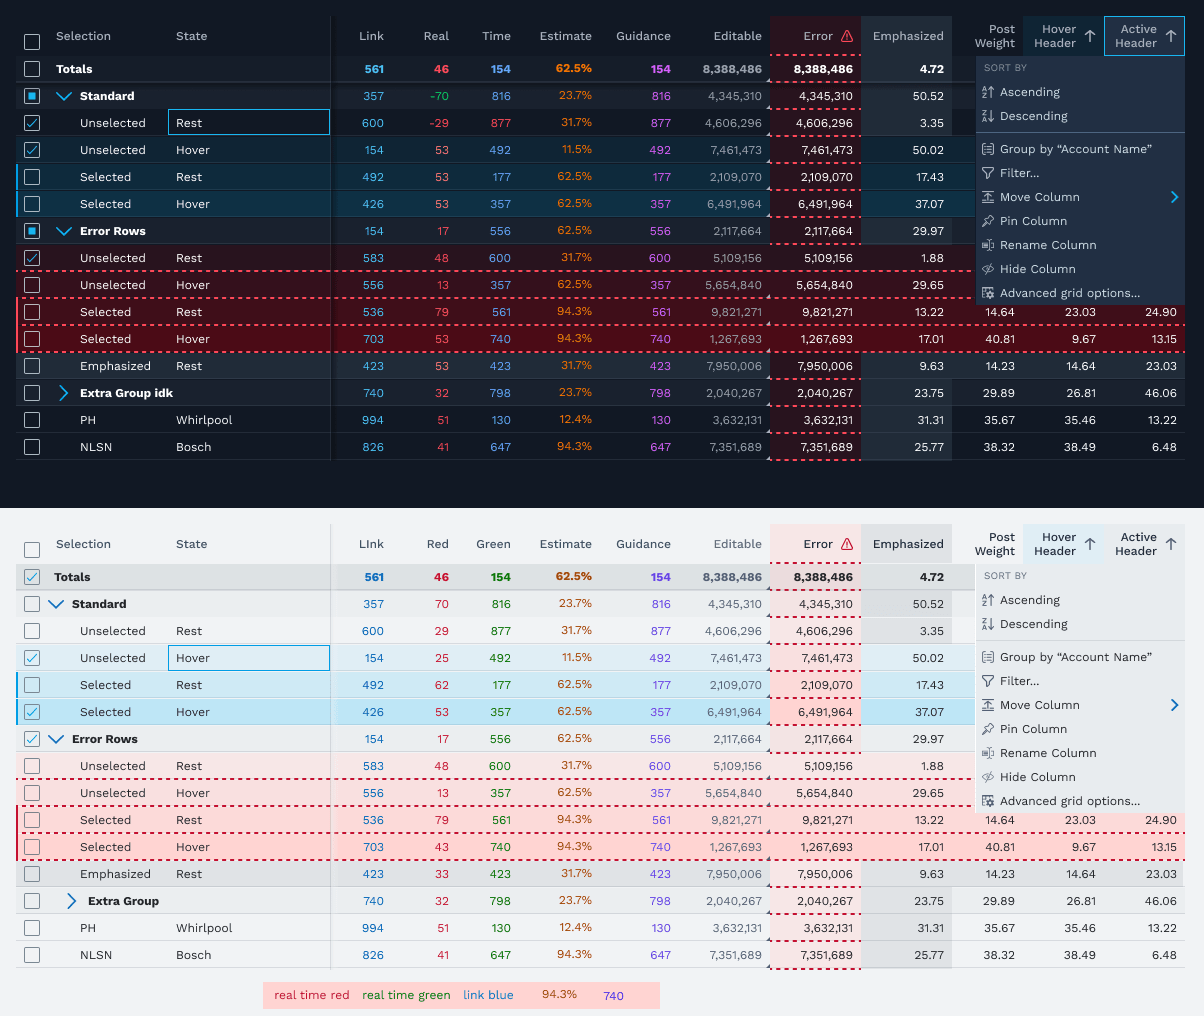 Selection State Link Real Time Estimate Guidance Editable Error Emphasized Post Weight Hover Header Active Header
Totals 561 46 154 62.5% 154 8,388,486 8,388,486 4.72
SORT BY
Standard 357 -70 816 23.7% 816 4,345,310 4,345,310 50.52
Ascending
Unselected Rest 600 -29 877 31.7% 877 4,606,296 4,606,296 3.35
Descending
Unselected Hover 154 53 492 11.5% 492 7,461,473 7,461,473 50.02
Group by “Account Name”
Selected Rest 492 53 177 62.5% 177 2,109,070 2,109,070 17.43
Filter...
Selected Hover 426 53 357 62.5% 357 6,491,964 6,491,964 37.07
Move Column
Error Rows 154 17 556 62.5% 556 2,117,664 2,117,664 29.97
Pin Column
Unselected Rest 583 48 600 31.7% 600 5,109,156 5,109,156 1.88
Rename Column
Unselected Hover 556 13 357 62.5% 357 5,654,840 5,654,840 29.65
Hide Column
Advanced grid options...
Selected Rest 536 79 561 94.3% 561 9,821,271 9,821,271 13.22 14.64 23.03 24.90
Selected Hover 703 53 740 94.3% 740 1,267,693 1,267,693 17.01 40.81 9.67 13.15
Emphasized Rest 423 53 423 31.7% 423 7,950,006 7,950,006 9.63 14.23 14.64 23.03
Extra Group idk 740 32 798 23.7% 798 2,040,267 2,040,267 23.75 29.89 26.81 46.06
PH Whirlpool 994 51 130 12.4% 130 3,632,131 3,632,131 31.31 35.67 35.46 13.22
NLSN Bosch 826 41 647 94.3% 647 7,351,689 7,351,689 25.77 38.32 38.49 6.48
Selection State LInk Red Green Estimate Guidance Editable Error Emphasized Post Weight Hover Header Active Header
Totals 561 46 154 62.5% 154 8,388,486 8,388,486 4.72
SORT BY
Standard 357 70 816 23.7% 816 4,345,310 4,345,310 50.52
Ascending
Unselected Rest 600 29 877 31.7% 877 4,606,296 4,606,296 3.35
Descending
Unselected Hover 154 25 492 11.5% 492 7,461,473 7,461,473 50.02
Group by “Account Name”
Selected Rest 492 62 177 62.5% 177 2,109,070 2,109,070 17.43
Filter...
Selected Hover 426 53 357 62.5% 357 6,491,964 6,491,964 37.07
Move Column
Error Rows 154 17 556 62.5% 556 2,117,664 2,117,664 29.97
Pin Column
Unselected Rest 583 48 600 31.7% 600 5,109,156 5,109,156 1.88
Rename Column
Unselected Hover 556 13 357 62.5% 357 5,654,840 5,654,840 29.65
Hide Column
Advanced grid options...
Selected Rest 536 79 561 94.3% 561 9,821,271 9,821,271 13.22 14.64 23.03 24.90
Selected Hover 703 43 740 94.3% 740 1,267,693 1,267,693 17.01 40.81 9.67 13.15
Emphasized Rest 423 33 423 31.7% 423 7,950,006 7,950,006 9.63 14.23 14.64 23.03
Extra Group 740 32 798 23.7% 798 2,040,267 2,040,267 23.75 29.89 26.81 46.06
PH Whirlpool 994 51 130 12.4% 130 3,632,131 3,632,131 31.31 35.67 35.46 13.22
NLSN Bosch 826 41 647 94.3% 647 7,351,689 7,351,689 25.77 38.32 38.49 6.48
real time red real time green link blue 94.3% 740